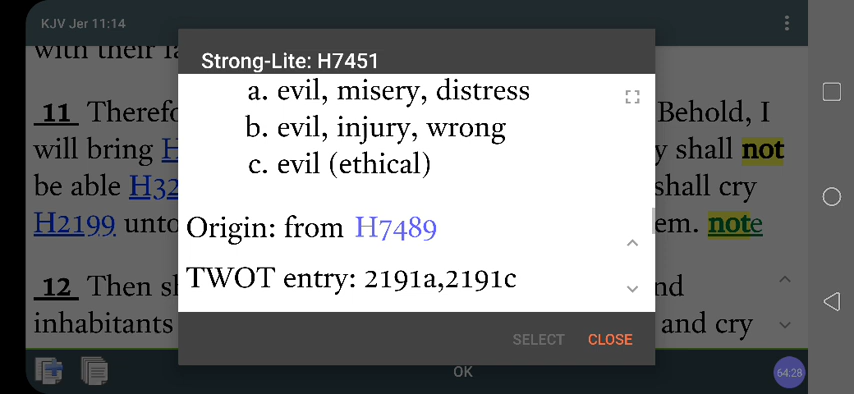 KJV Jer 11:14
with their
Strong-Lite: H7451
a. evil, misery, distress
b. evil, injury, wrong
c. evil (ethical)
Origin: from H7489
TWOT entry: 2191a,2191c
SELECT CLOSE
11 Therefo Behold, I
will bring H y shall not
be able H32 shall cry
H2199 unto em. note
12 Then sh nd
inhabitants and cry
OK
64:28